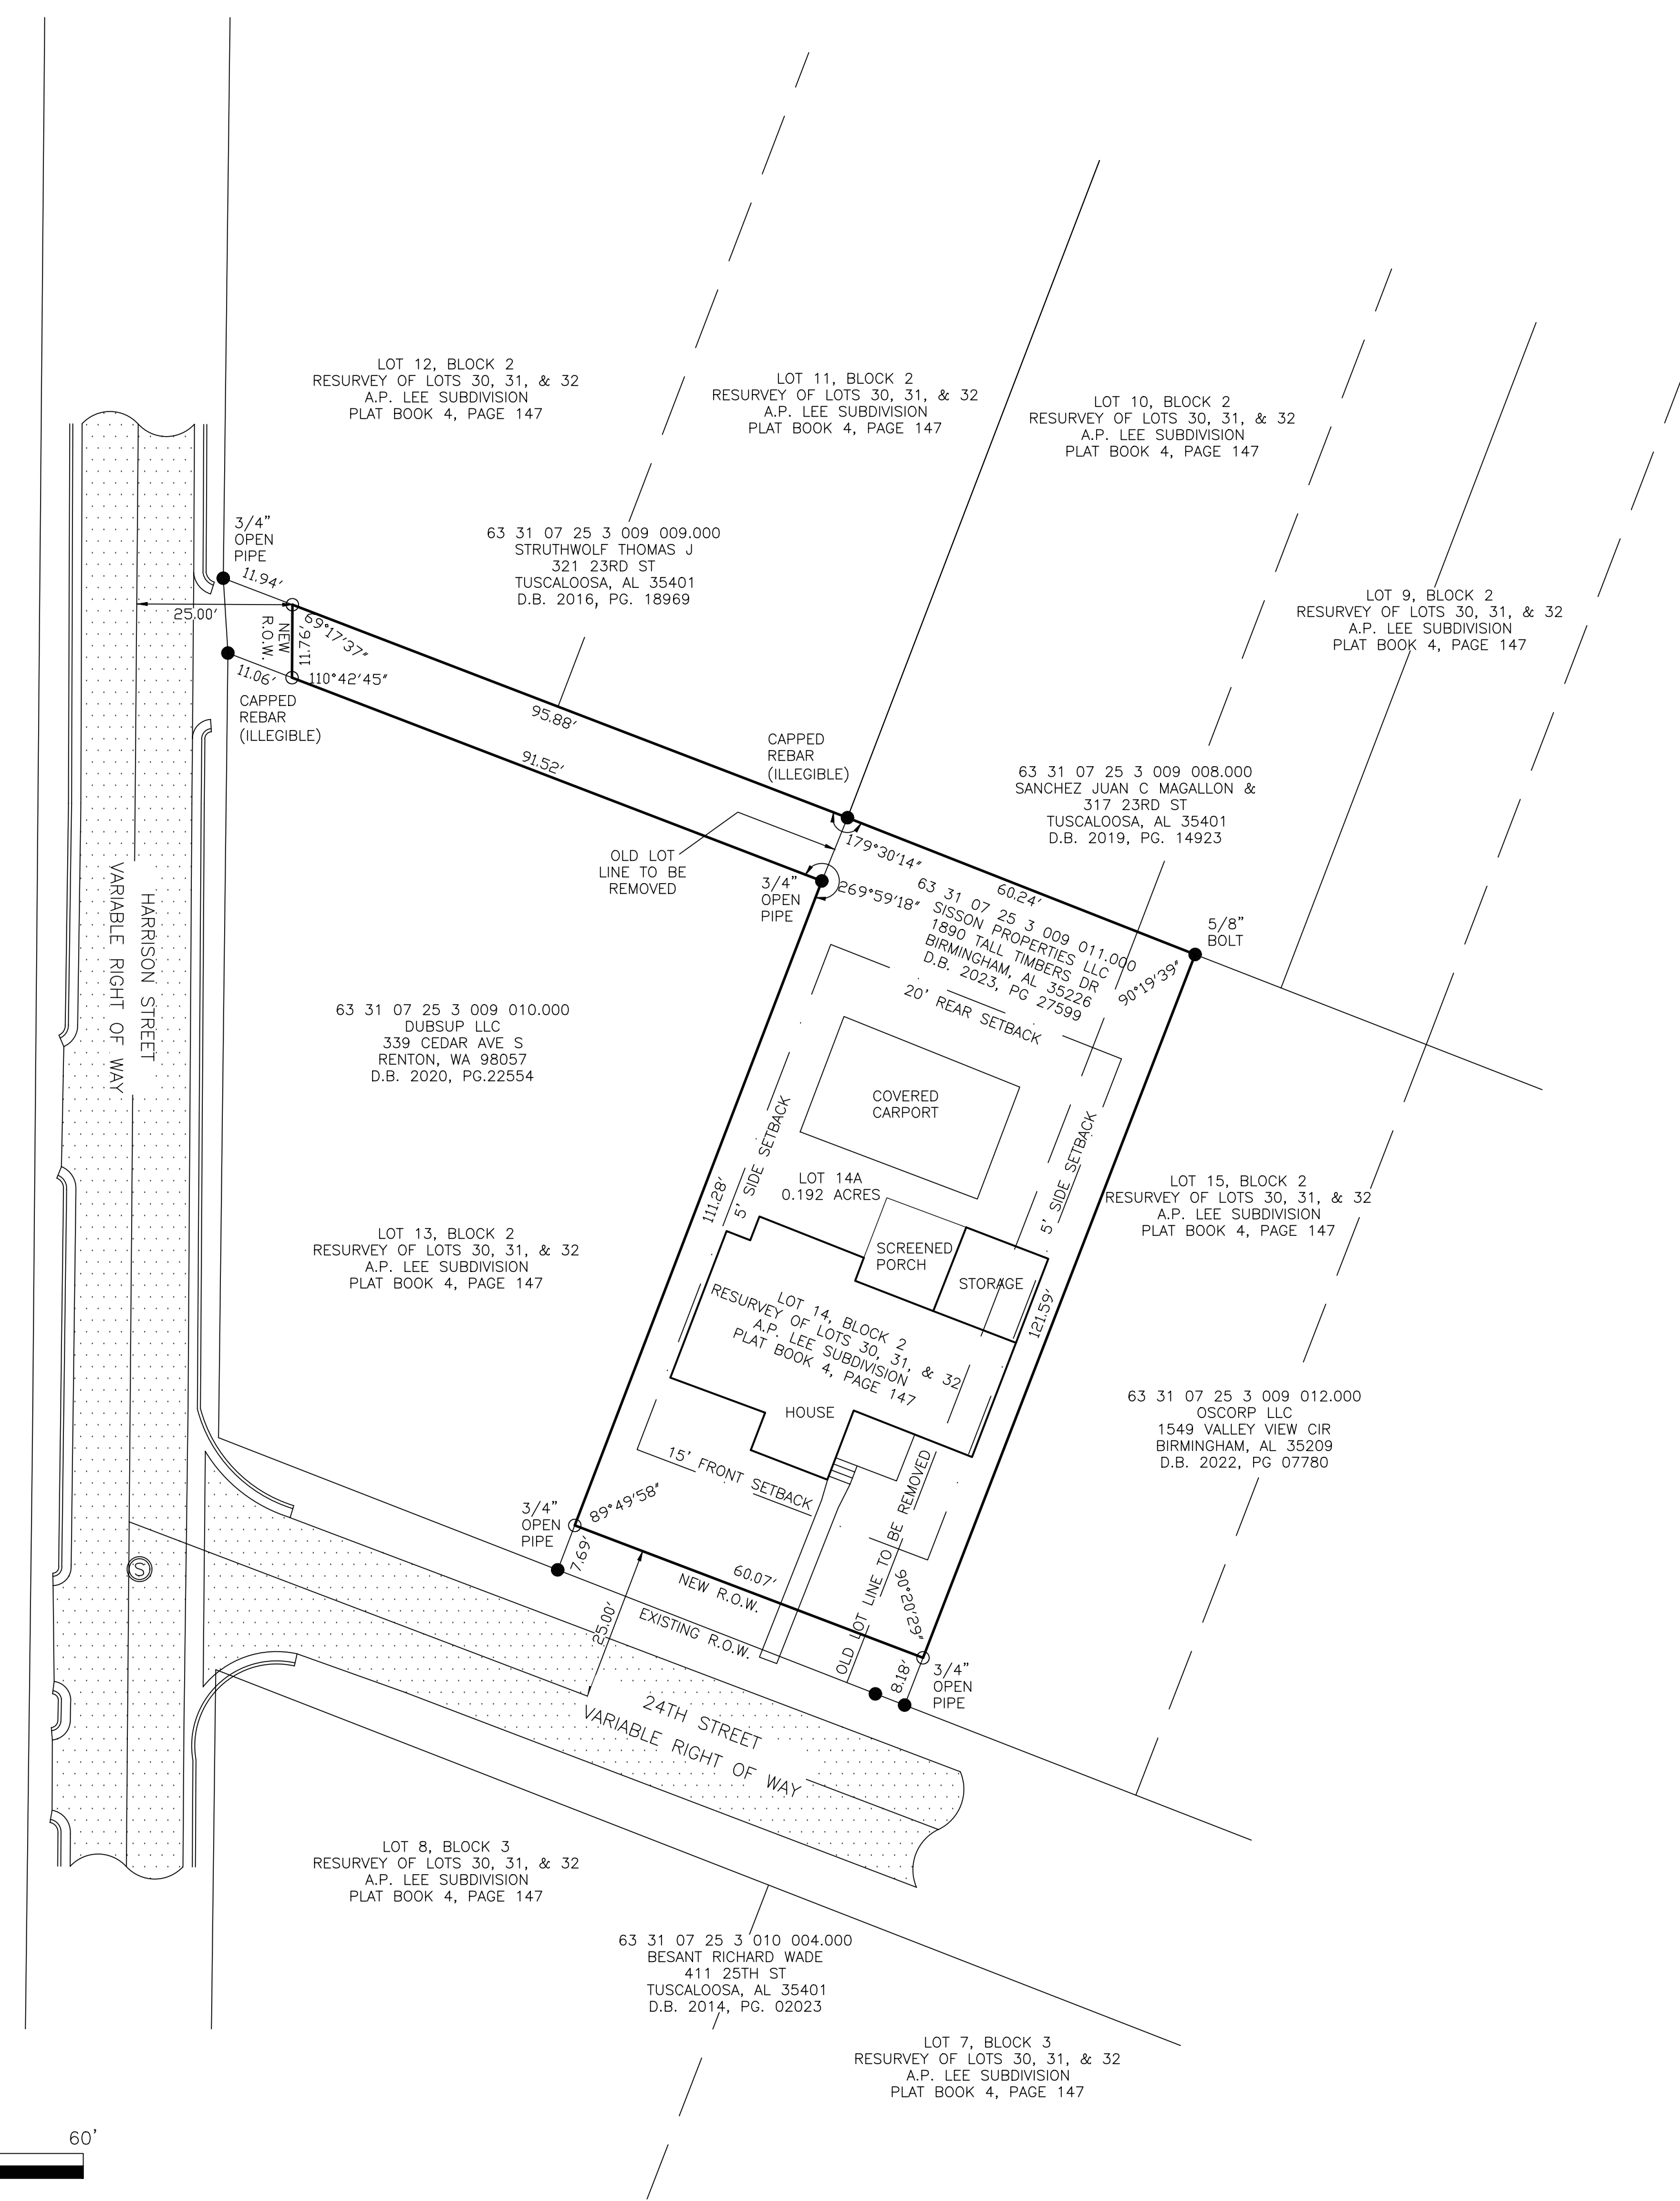 LOT 12, BLOCK 2
RESURVEY OF LOTS 30, 31, & 32
A.P. LEE SUBDIVISION
PLAT BOOK 4, PAGE 147
LOT 11, BLOCK 2
RESURVEY OF LOTS 30, 31, & 32
A.P. LEE SUBDIVISION
PLAT BOOK 4, PAGE 147
LOT 10, BLOCK 2
RESURVEY OF LOTS 30, 31, & 32
A.P. LEE SUBDIVISION
PLAT BOOK 4, PAGE 147
3/4"
OPEN
PIPE
11.94'
25.00'
NEW
R.O.W.
11.76'
69°17'37"
11.06'
110°42'45"
CAPPED
REBAR
(ILLEGIBLE)
63 31 07 25 3 009 009.000
STRUTHWOLF THOMAS J
321 23RD ST
TUSCALOOSA, AL 35401
D.B. 2016, PG. 18969
LOT 9, BLOCK 2
RESURVEY OF LOTS 30, 31, & 32
A.P. LEE SUBDIVISION
PLAT BOOK 4, PAGE 147
95.88'
91.52'
CAPPED
REBAR
(ILLEGIBLE)
63 31 07 25 3 009 008.000
SANCHEZ JUAN C MAGALLON &
317 23RD ST
TUSCALOOSA, AL 35401
D.B. 2019, PG. 14923
OLD LOT
LINE TO BE
REMOVED
179°30'14"
3/4"
OPEN
PIPE
269°59'18"
60.24'
63 31 07 25 3 009 011.000
SISSON PROPERTIES LLC
1890 TALL TIMBERS DR
BIRMINGHAM, AL 35226
D.B. 2023, PG 27599
5/8"
BOLT
90°19'39"
20' REAR SETBACK
HARRISON STREET
VARIABLE RIGHT OF WAY
63 31 07 25 3 009 010.000
DUBSUP LLC
339 CEDAR AVE S
RENTON, WA 98057
D.B. 2020, PG.22554
COVERED
CARPORT
5' SIDE SETBACK
5' SIDE SETBACK
111.28'
LOT 14A
0.192 ACRES
LOT 15, BLOCK 2
RESURVEY OF LOTS 30, 31, & 32
A.P. LEE SUBDIVISION
PLAT BOOK 4, PAGE 147
LOT 13, BLOCK 2
RESURVEY OF LOTS 30, 31, & 32
A.P. LEE SUBDIVISION
PLAT BOOK 4, PAGE 147
SCREENED
PORCH
STORAGE
121.59'
LOT 14, BLOCK 2
RESURVEY OF LOTS 30, 31, & 32
A.P. LEE SUBDIVISION
PLAT BOOK 4, PAGE 147
HOUSE
63 31 07 25 3 009 012.000
OSCORP LLC
1549 VALLEY VIEW CIR
BIRMINGHAM, AL 35209
D.B. 2022, PG 07780
15' FRONT SETBACK
3/4"
OPEN
PIPE
89°49'58"
7.69'
60.07'
NEW R.O.W.
EXISTING R.O.W.
25.00'
OLD LOT LINE TO BE REMOVED
90°20'29"
8.18'
3/4"
OPEN
PIPE
S
24TH STREET
VARIABLE RIGHT OF WAY
LOT 8, BLOCK 3
RESURVEY OF LOTS 30, 31, & 32
A.P. LEE SUBDIVISION
PLAT BOOK 4, PAGE 147
63 31 07 25 3 010 004.000
BESANT RICHARD WADE
411 25TH ST
TUSCALOOSA, AL 35401
D.B. 2014, PG. 02023
LOT 7, BLOCK 3
RESURVEY OF LOTS 30, 31, & 32
A.P. LEE SUBDIVISION
PLAT BOOK 4, PAGE 147
60'